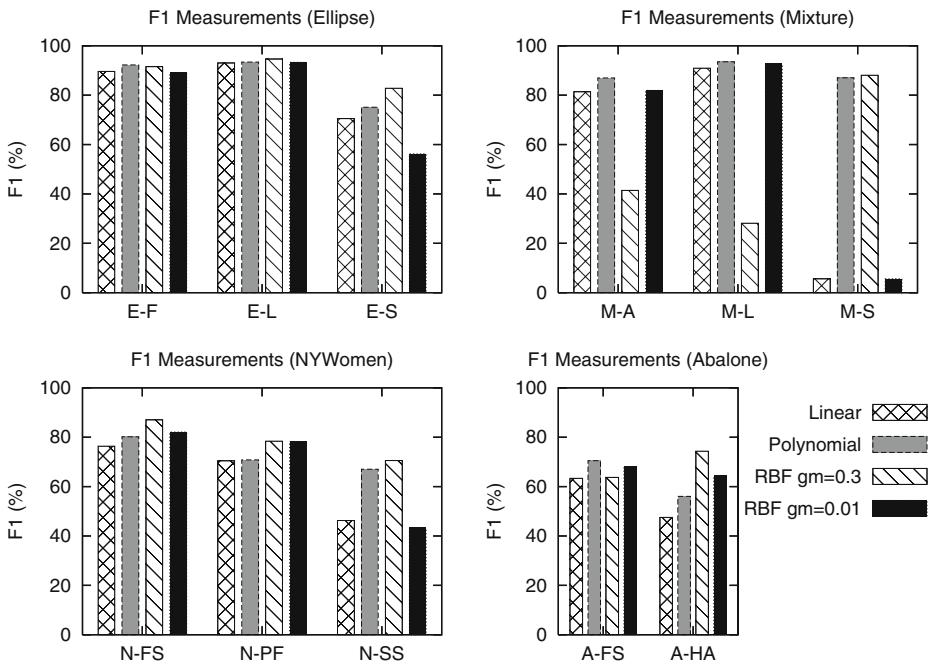 F1 Measurements (Ellipse)
F1 (%)
100
80
60
40
20
0
E-F E-L E-S
F1 Measurements (Mixture)
F1 (%)
100
80
60
40
20
0
M-A M-L M-S
F1 Measurements (NYWomen)
F1 (%)
100
80
60
40
20
0
N-FS N-PF N-SS
F1 Measurements (Abalone)
F1 (%)
100
80
60
40
20
0
A-FS A-HA
Linear
Polynomial
RBF gm=0.3
RBF gm=0.01